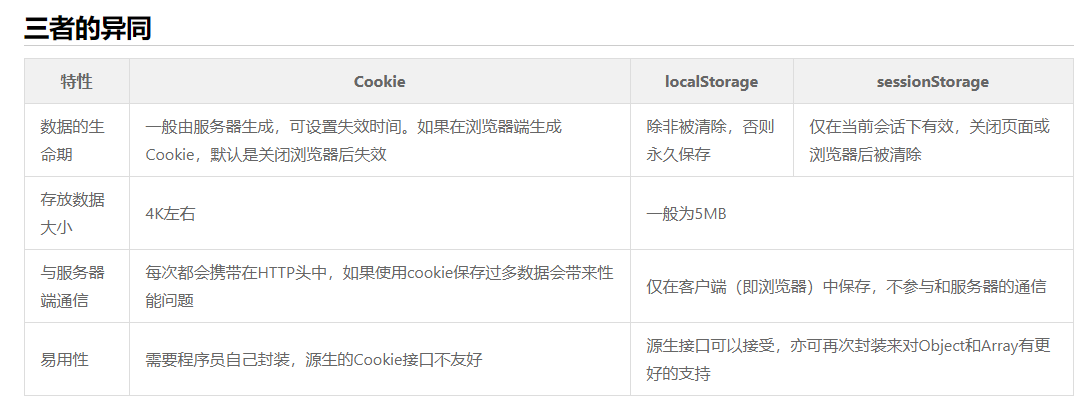 三者的异同
特性 Cookie localStorage sessionStorage
数据的生
命期
一般由服务器生成，可设置失效时间。如果在浏览器端生成
Cookie，默认是关闭浏览器后失效
除非被清除，否则
永久保存
仅在当前会话下有效，关闭页面或
浏览器后被清除
存放数据
大小
4K左右
一般为5MB
与服务器
端通信
每次都会携带在HTTP头中，如果使用cookie保存过多数据会带来性
能问题
仅在客户端（即浏览器）中保存，不参与和服务器的通信
易用性
需要程序员自己封装，源生的Cookie接口不友好
源生接口可以接受，亦可再次封装来对Object和Array有更
好的支持